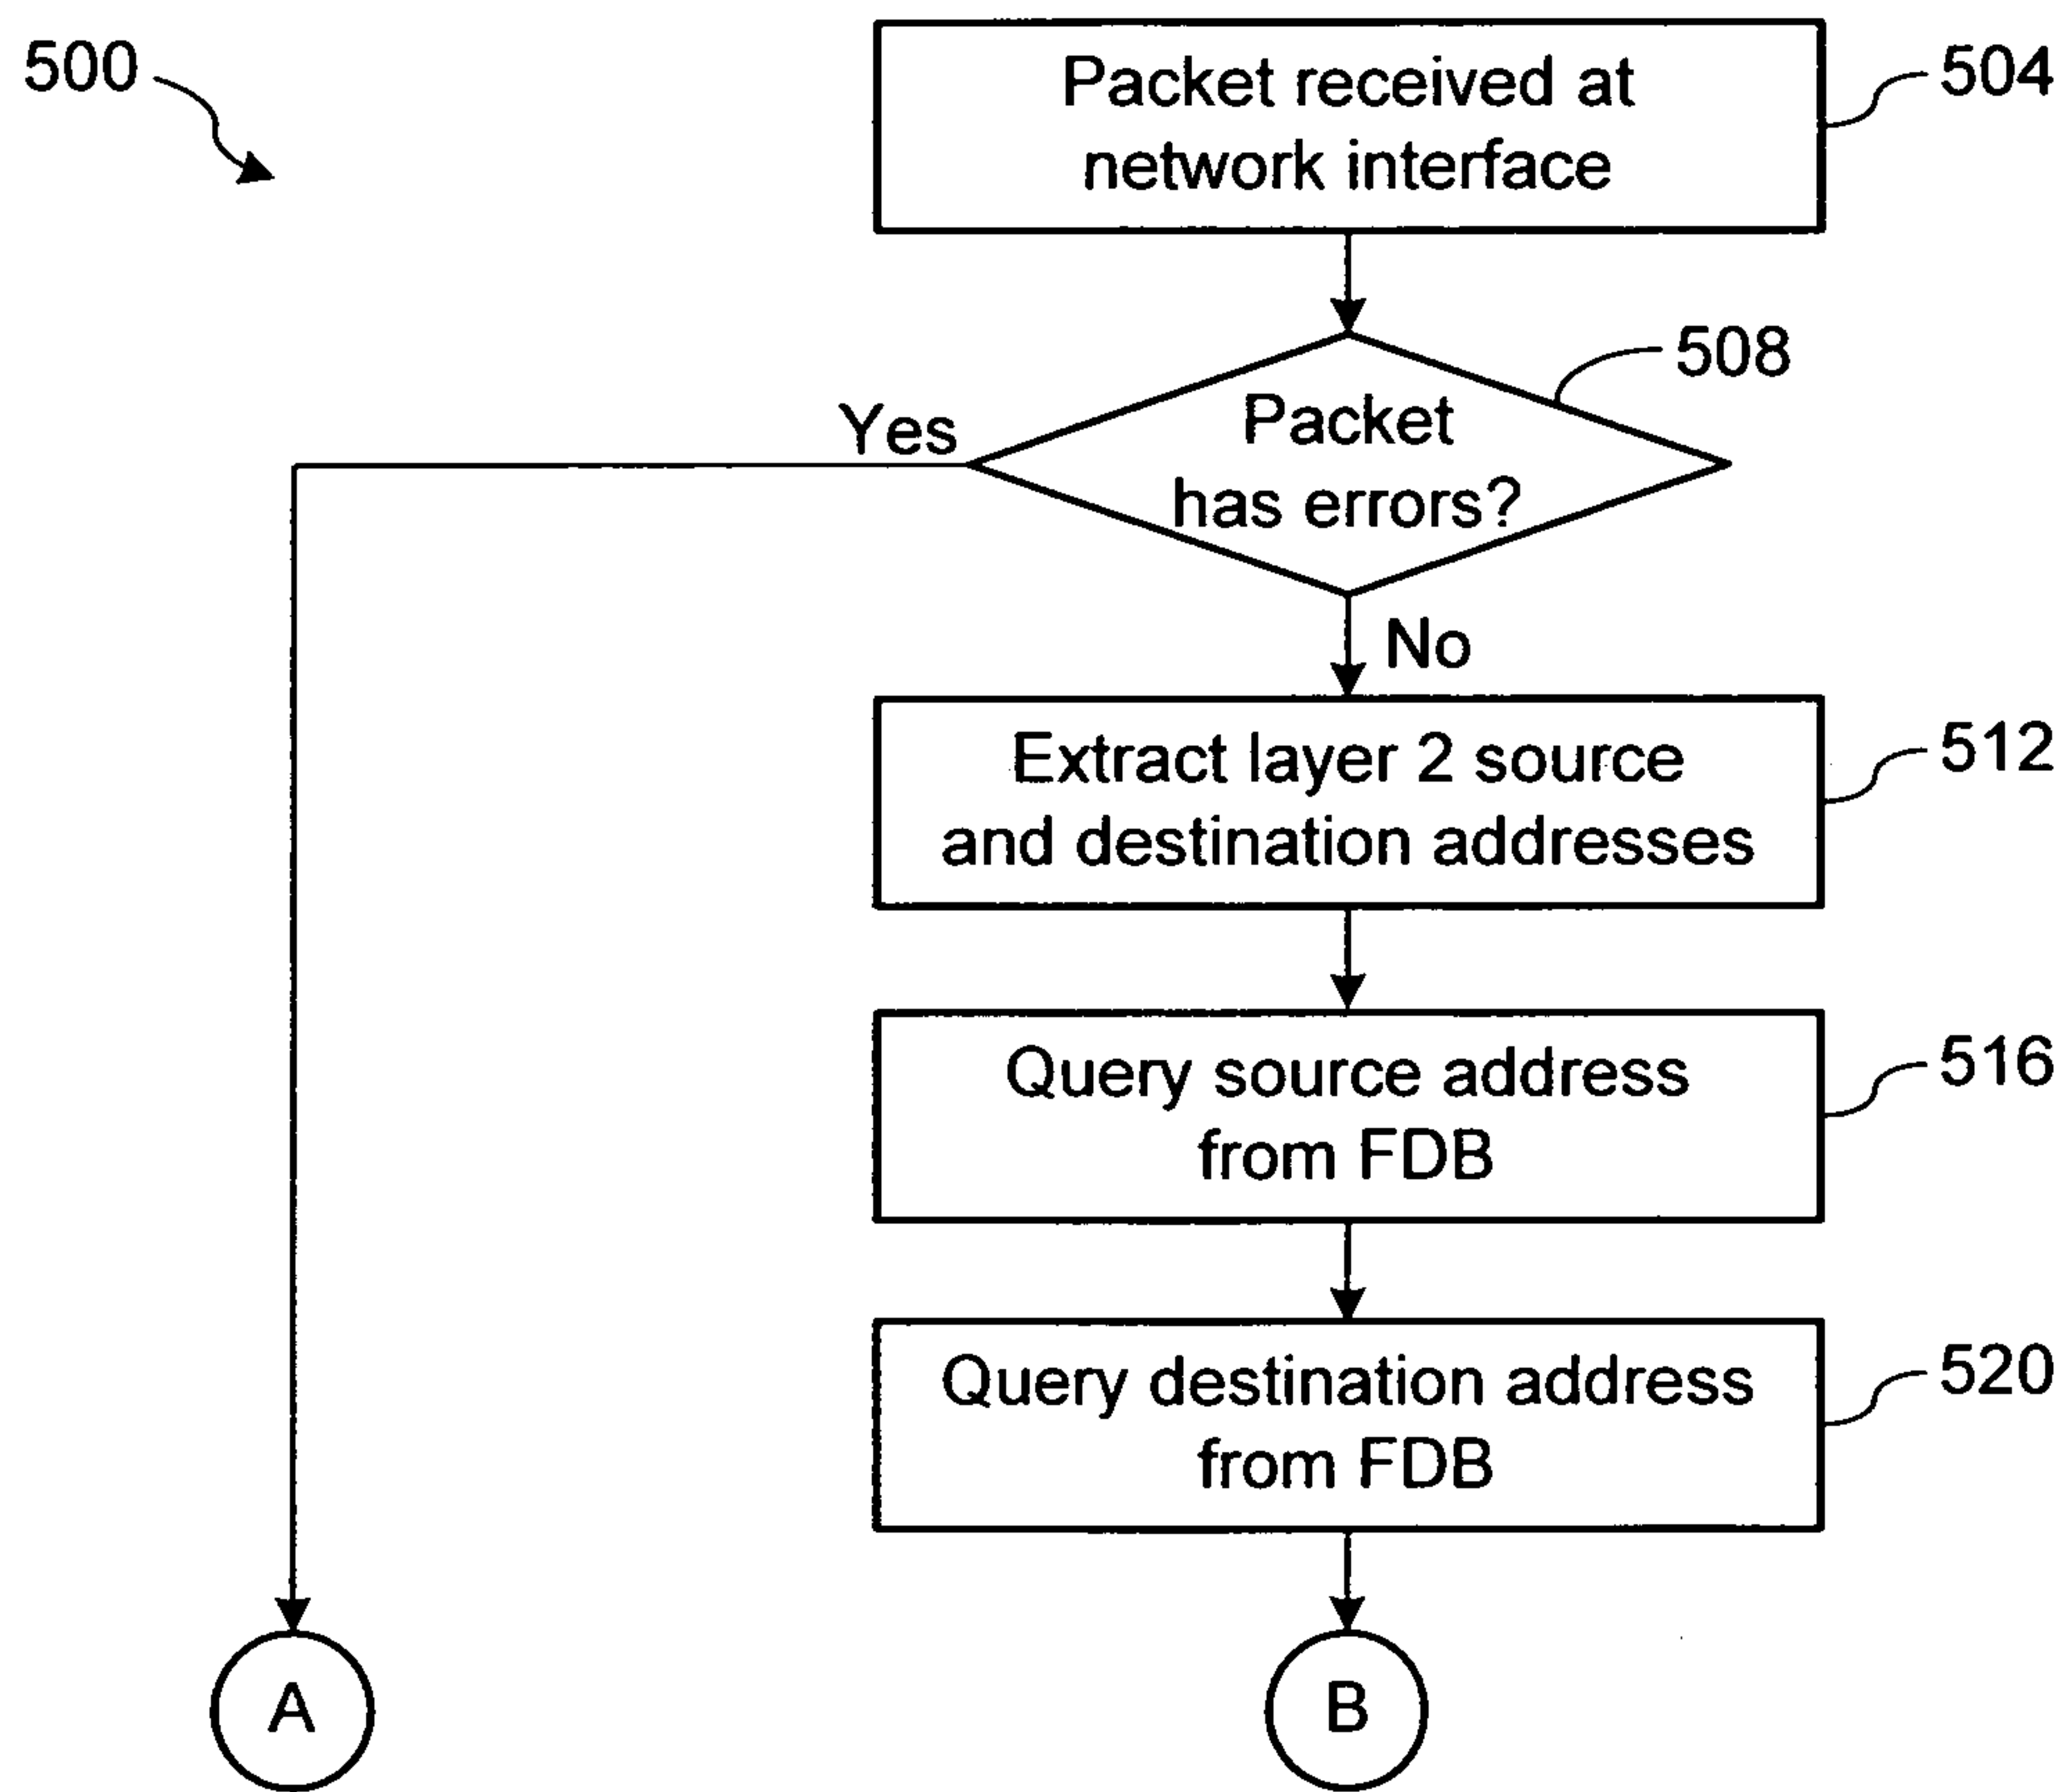 500
Packet received at
network interface
504
508
Packet
has errors?
Yes
No
Extract layer 2 source
and destination addresses
512
Query source address
from FDB
516
Query destination address
from FDB
520
A
B